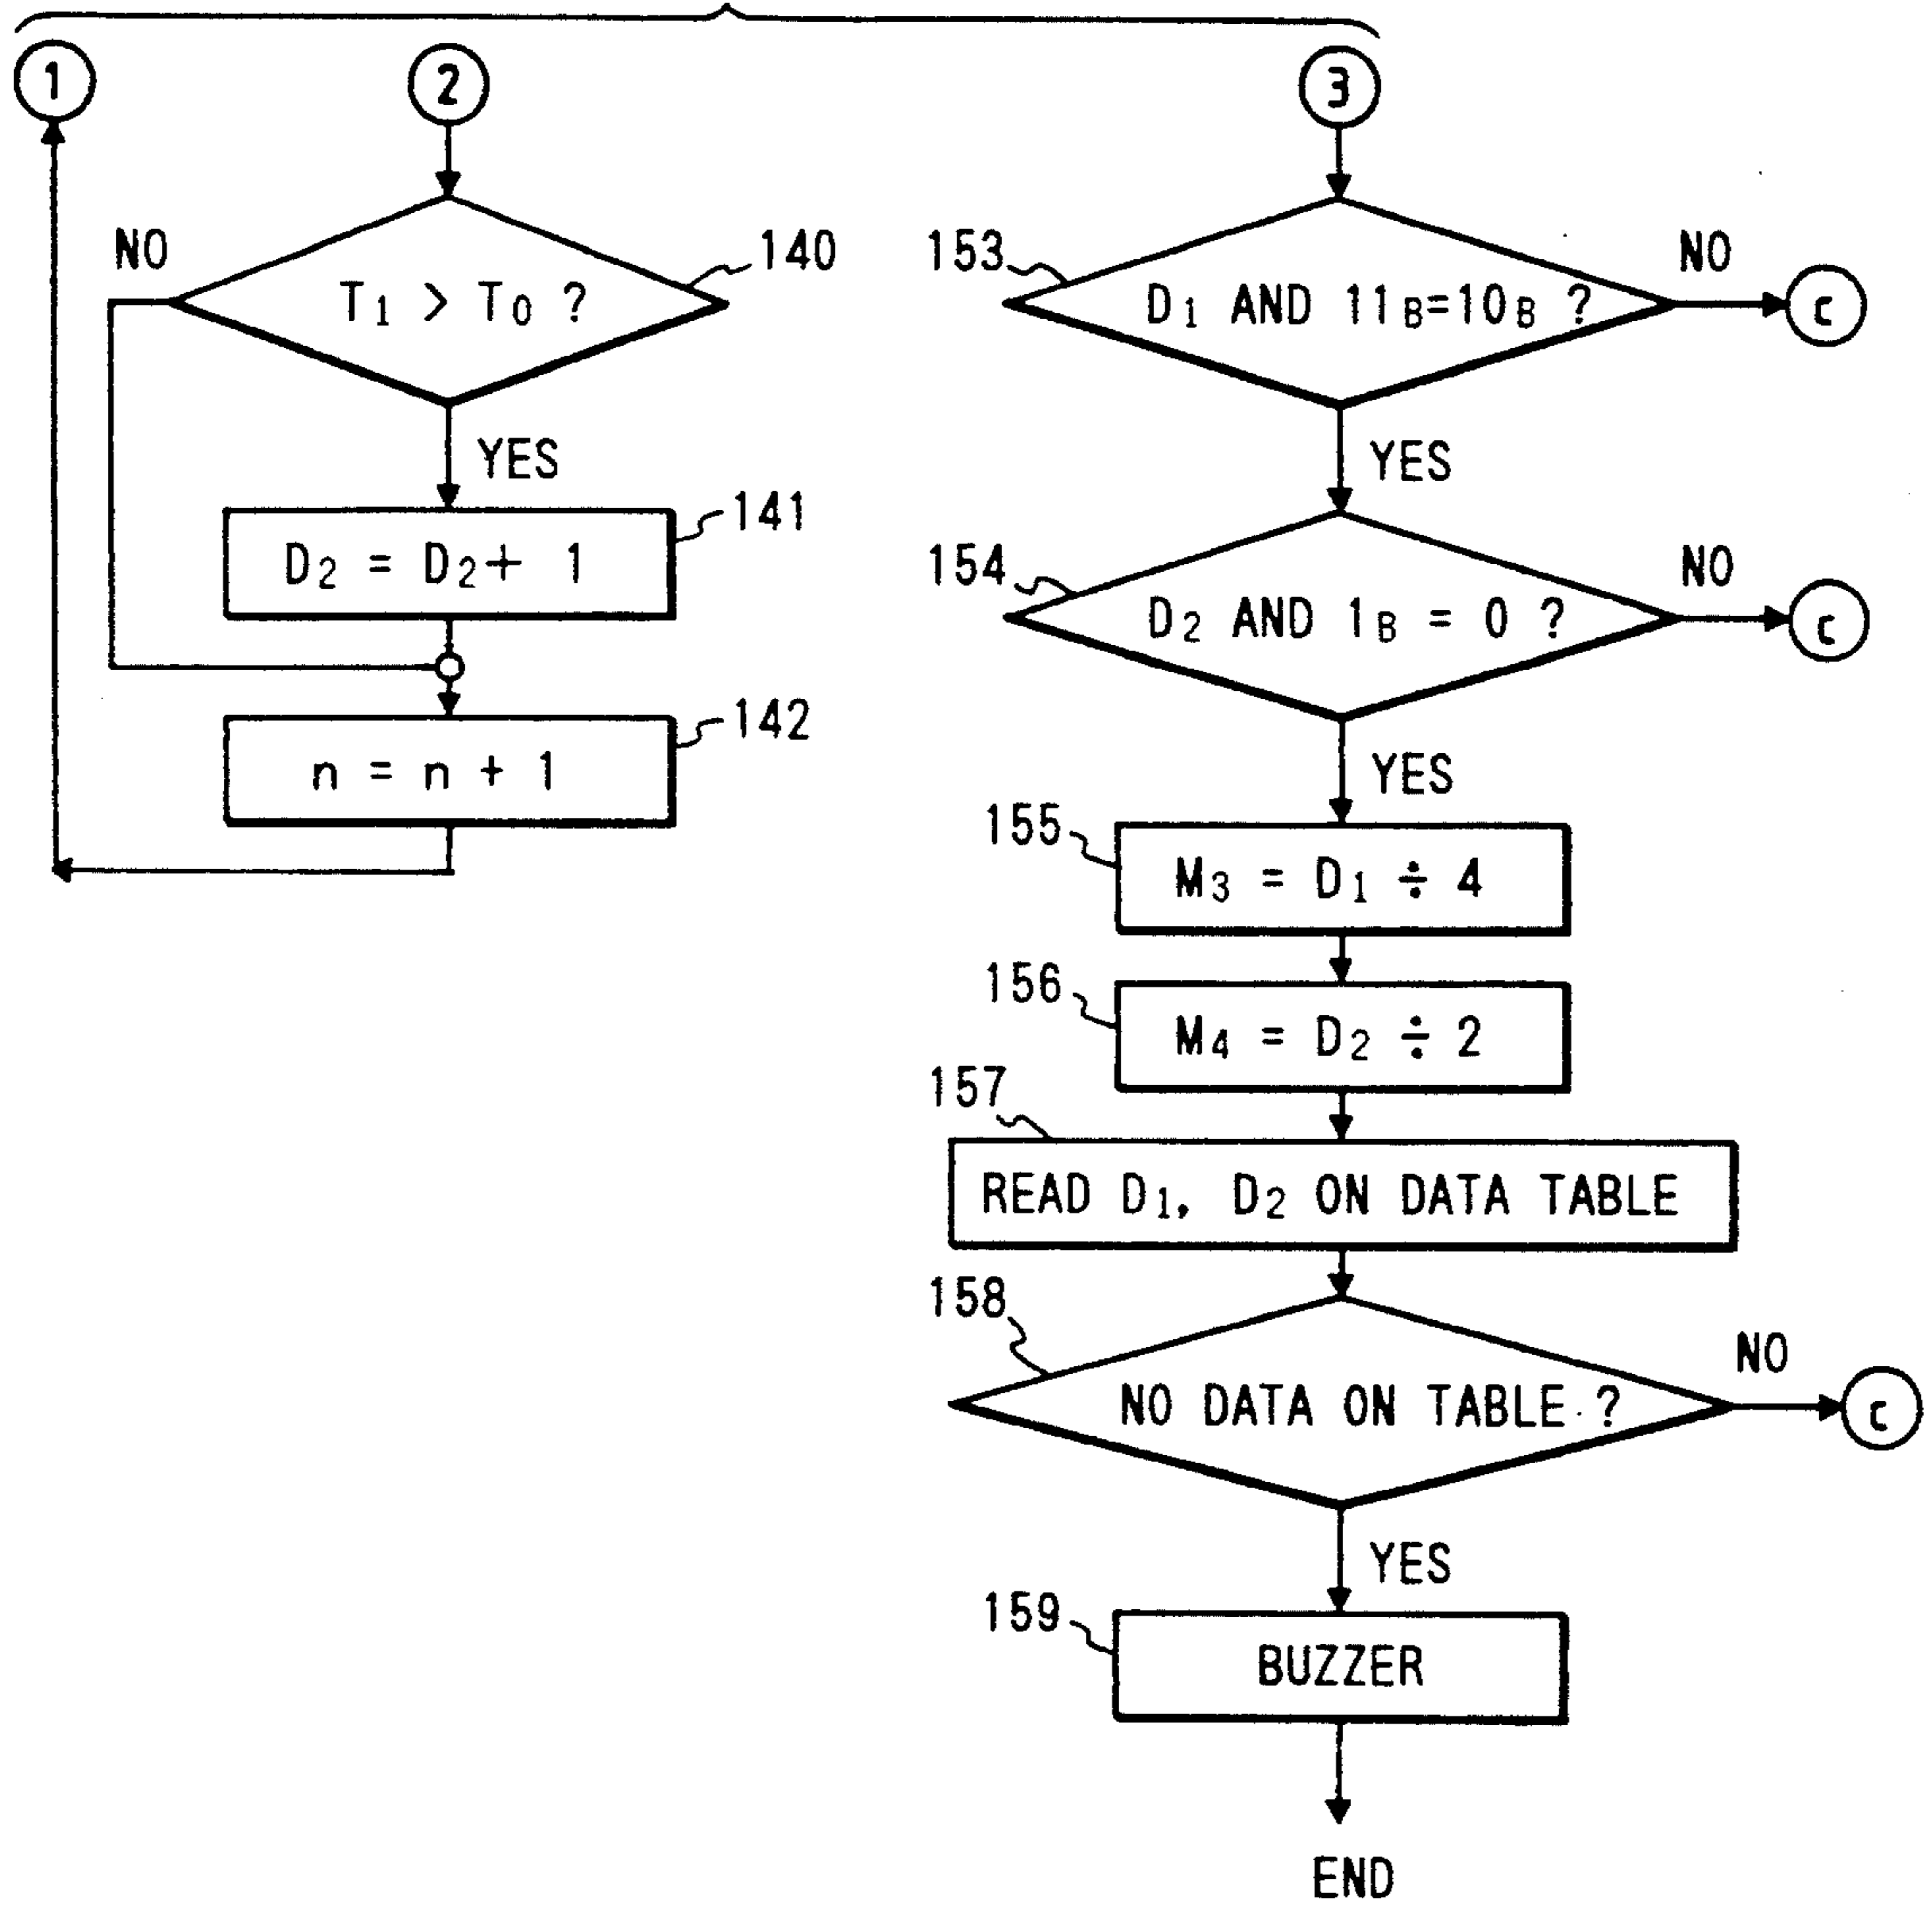 1
2
3
NO
T1 > T0 ?
140
YES
D2 = D2+ 1
141
n = n + 1
142
153
D1 AND 11B=10B ?
NO
C
YES
154
D2 AND 1B = 0 ?
NO
C
YES
155
M3 = D1 ÷ 4
156
M4 = D2 ÷ 2
157
READ D1, D2 ON DATA TABLE
158
NO DATA ON TABLE ?
NO
C
YES
159
BUZZER
END